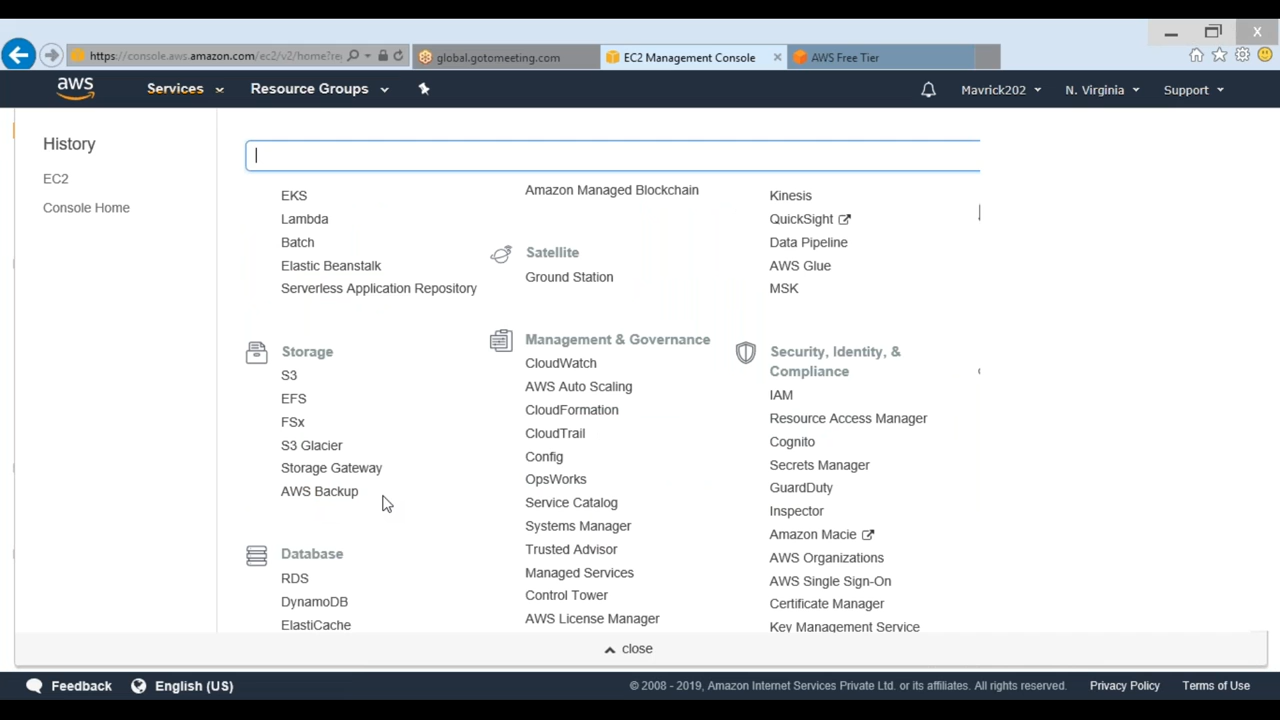 https://console.aws.amazon.com/ec2/v2/home?re
global.gotomeeting.com
EC2 Management Console
AWS Free Tier
aws
Services
Resource Groups
Mavrick202
N. Virginia
Support
History
EC2
Console Home
EKS
Lambda
Batch
Elastic Beanstalk
Serverless Application Repository
Storage
S3
EFS
FSx
S3 Glacier
Storage Gateway
AWS Backup
Database
RDS
DynamoDB
ElastiCache
Amazon Managed Blockchain
Satellite
Ground Station
Management & Governance
CloudWatch
AWS Auto Scaling
CloudFormation
CloudTrail
Config
OpsWorks
Service Catalog
Systems Manager
Trusted Advisor
Managed Services
Control Tower
AWS License Manager
Kinesis
QuickSight
Data Pipeline
AWS Glue
MSK
Security, Identity, &
Compliance
IAM
Resource Access Manager
Cognito
Secrets Manager
GuardDuty
Inspector
Amazon Macie
AWS Organizations
AWS Single Sign-On
Certificate Manager
Key Management Service
close
Feedback
English (US)
© 2008 - 2019, Amazon Internet Services Private Ltd. or its affiliates. All rights reserved.
Privacy Policy
Terms of Use